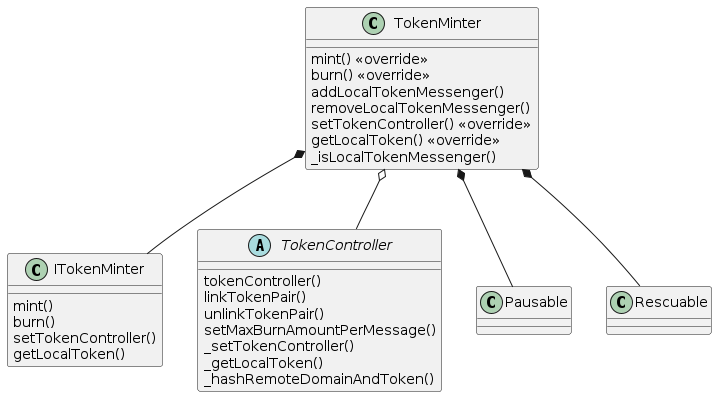 C TokenMinter
mint() «override»
burn() «override»
addLocalTokenMessenger()
removeLocalTokenMessenger()
setTokenController() «override»
getLocalToken() «override»
_isLocalTokenMessenger()
C ITokenMinter
mint()
burn()
setTokenController()
getLocalToken()
A TokenController
tokenController()
linkTokenPair()
unlinkTokenPair()
setMaxBurnAmountPerMessage()
_setTokenController()
_getLocalToken()
_hashRemoteDomainAndToken()
C Pausable
C Rescuable